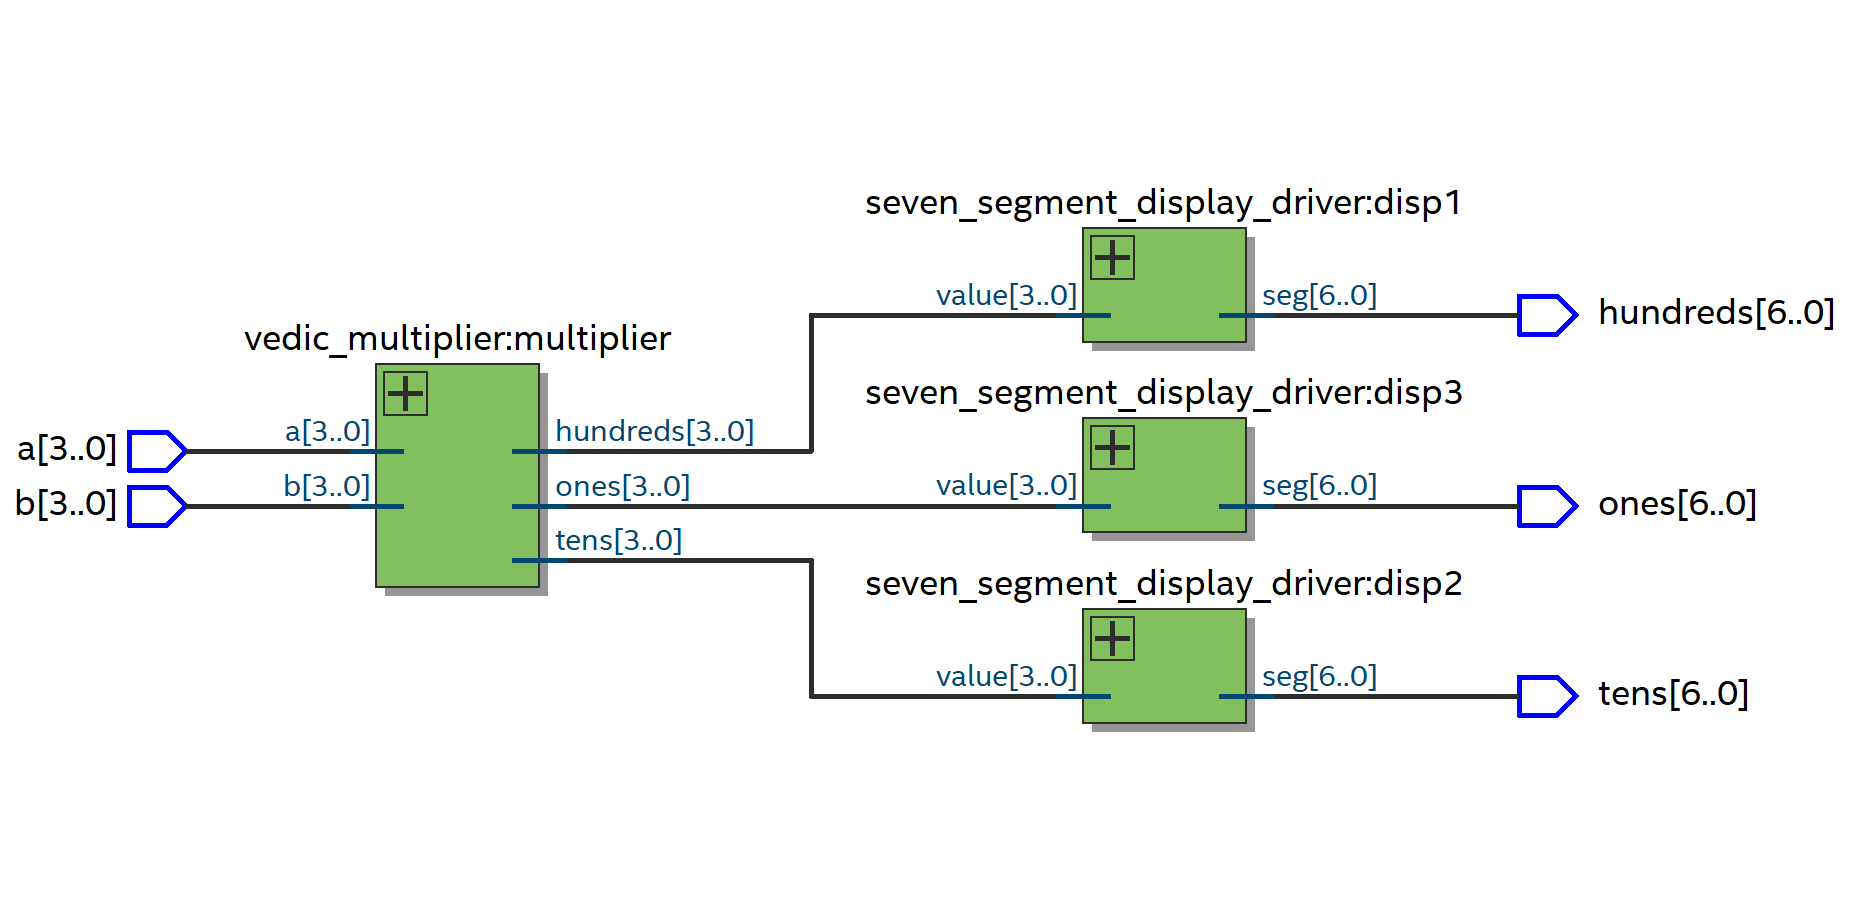 seven_segment_display_driver:disp1
value[3..0]
seg[6..0]
hundreds[6..0]
vedic_multiplier:multiplier
seven_segment_display_driver:disp3
a[3..0]
a[3..0]
hundreds[3..0]
b[3..0]
b[3..0]
ones[3..0]
value[3..0]
seg[6..0]
ones[6..0]
tens[3..0]
seven_segment_display_driver:disp2
value[3..0]
seg[6..0]
tens[6..0]